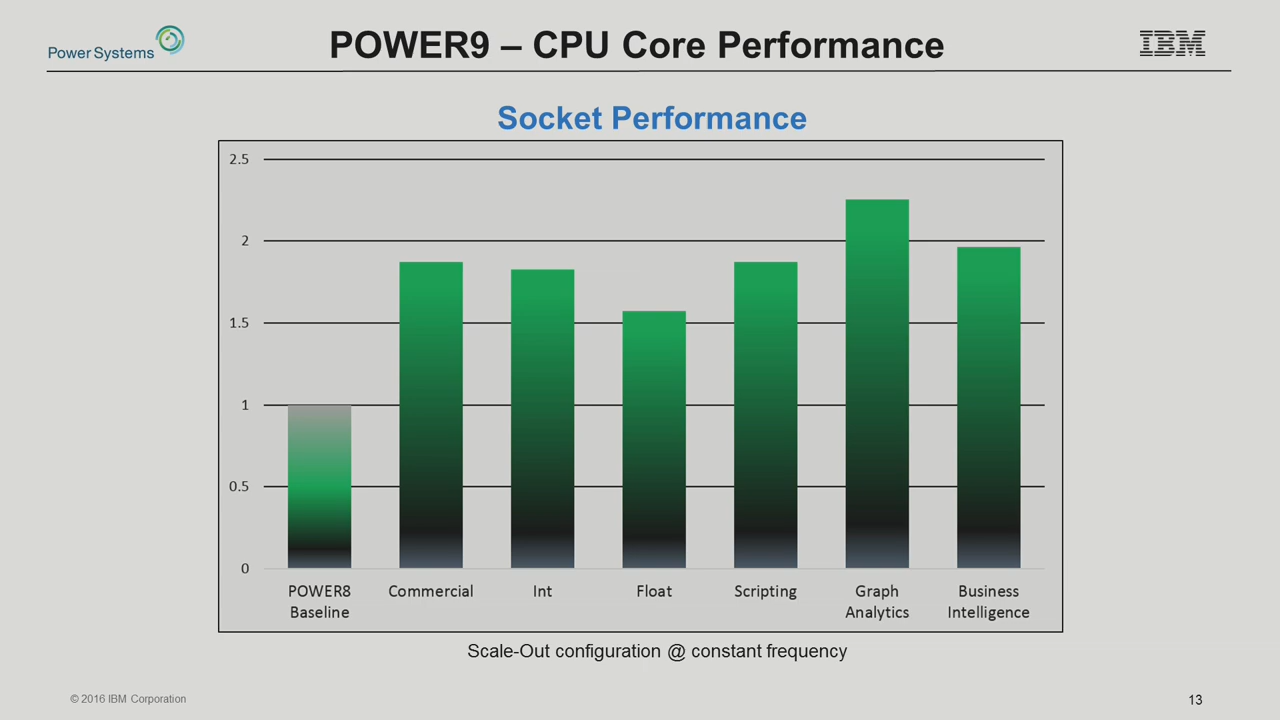 Power Systems
POWER9 – CPU Core Performance
IBM
Socket Performance
2.5
2
1.5
1
0.5
0
POWER8 Baseline
Commercial
Int
Float
Scripting
Graph Analytics
Business Intelligence
Scale-Out configuration @ constant frequency
© 2016 IBM Corporation
13